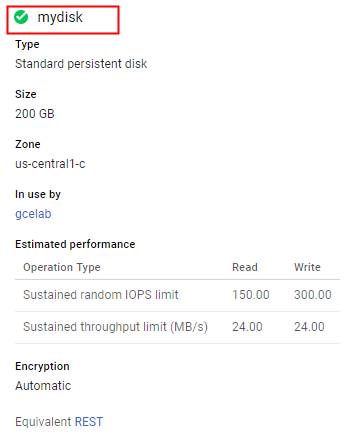 mydisk
Type
Standard persistent disk
Size
200 GB
Zone
us-central1-c
In use by
gcelab
Estimated performance
Operation Type Read Write
Sustained random IOPS limit 150.00 300.00
Sustained throughput limit (MB/s) 24.00 24.00
Encryption
Automatic
Equivalent REST